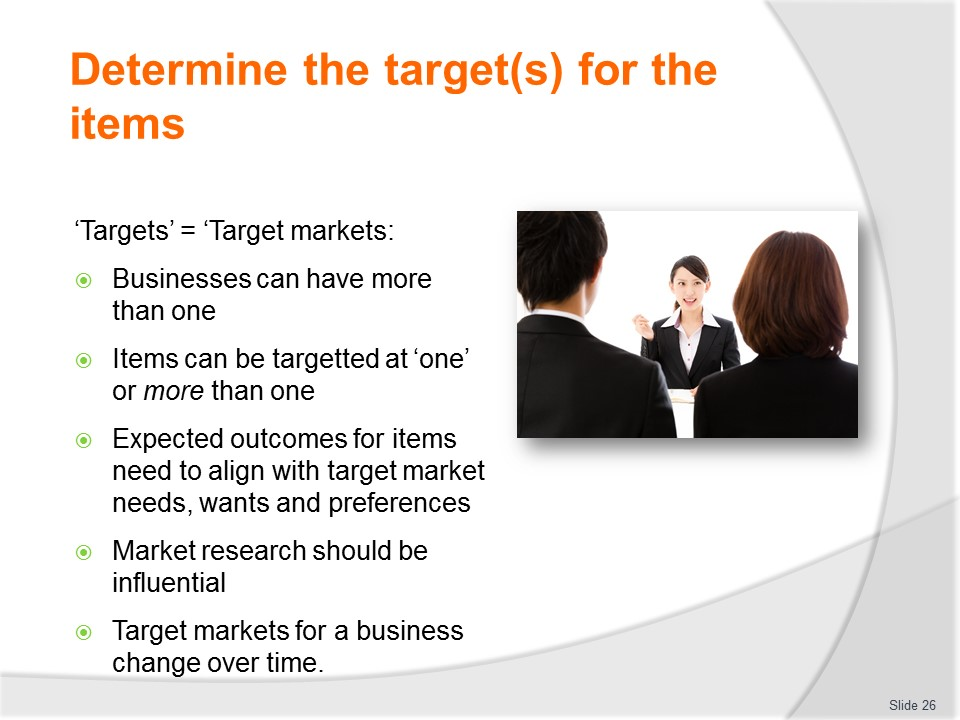 Determine the target(s) for the
items
‘Targets’ = ‘Target markets:
Businesses can have more
than one
Items can be targetted at ‘one’
or more than one
Expected outcomes for items
need to align with target market
needs, wants and preferences
Market research should be
influential
Target markets for a business
change over time.
Slide 26